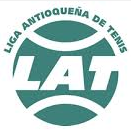 LIGA ANTIOQUEÑA DE TENIS
LAT